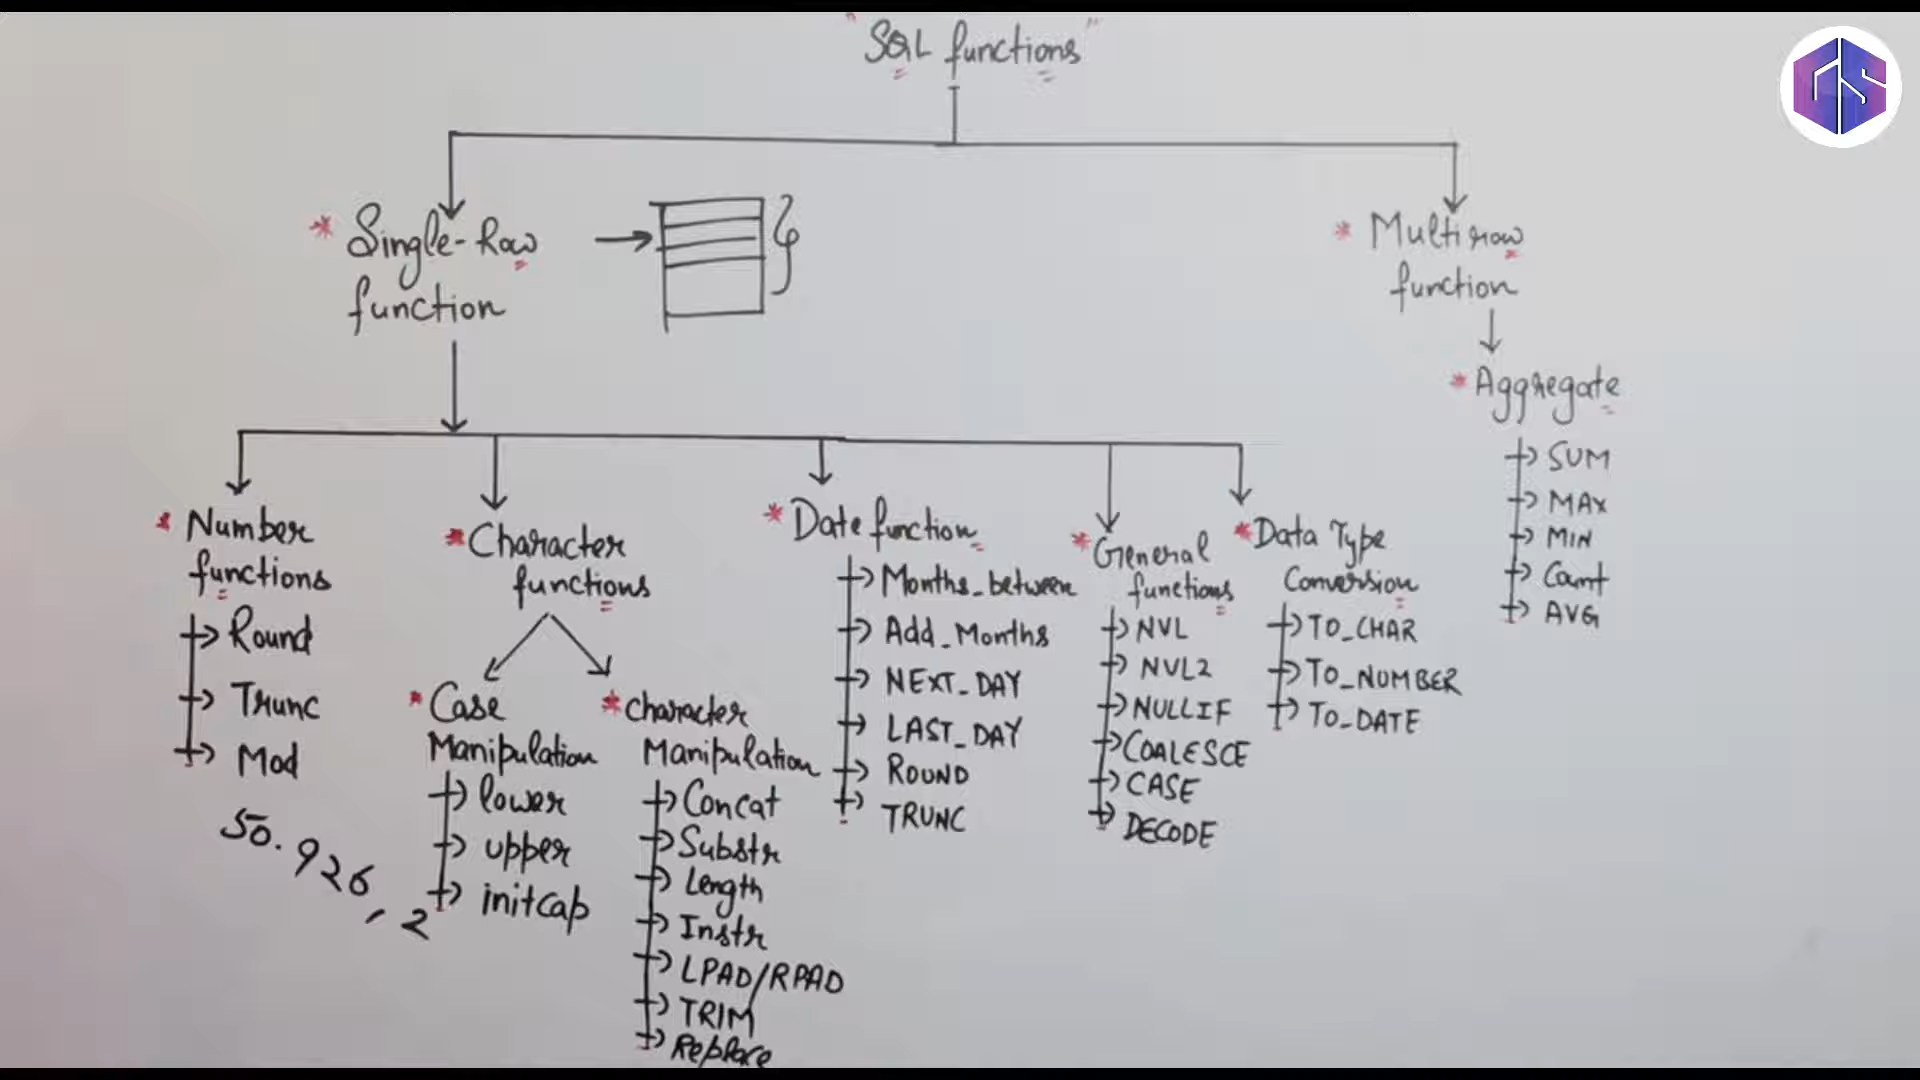 "SQL functions"
* Single-Row
function
* Multi row
function
* Aggregate
SUM
MAX
MIN
Count
AVG
* Number
functions
Round
Trunc
Mod
50.926, 2
* Character
functions
* Case
Manipulation
lower
upper
initcap
* character
Manipulation
Concat
Substr
Length
Instr
LPAD/RPAD
TRIM
Replace
* Date function
Months_between
Add_Months
NEXT_DAY
LAST_DAY
ROUND
TRUNC
* General
functions
NVL
NVL2
NULLIF
COALESCE
CASE
DECODE
* Data Type
Conversion
TO_CHAR
TO_NUMBER
TO_DATE